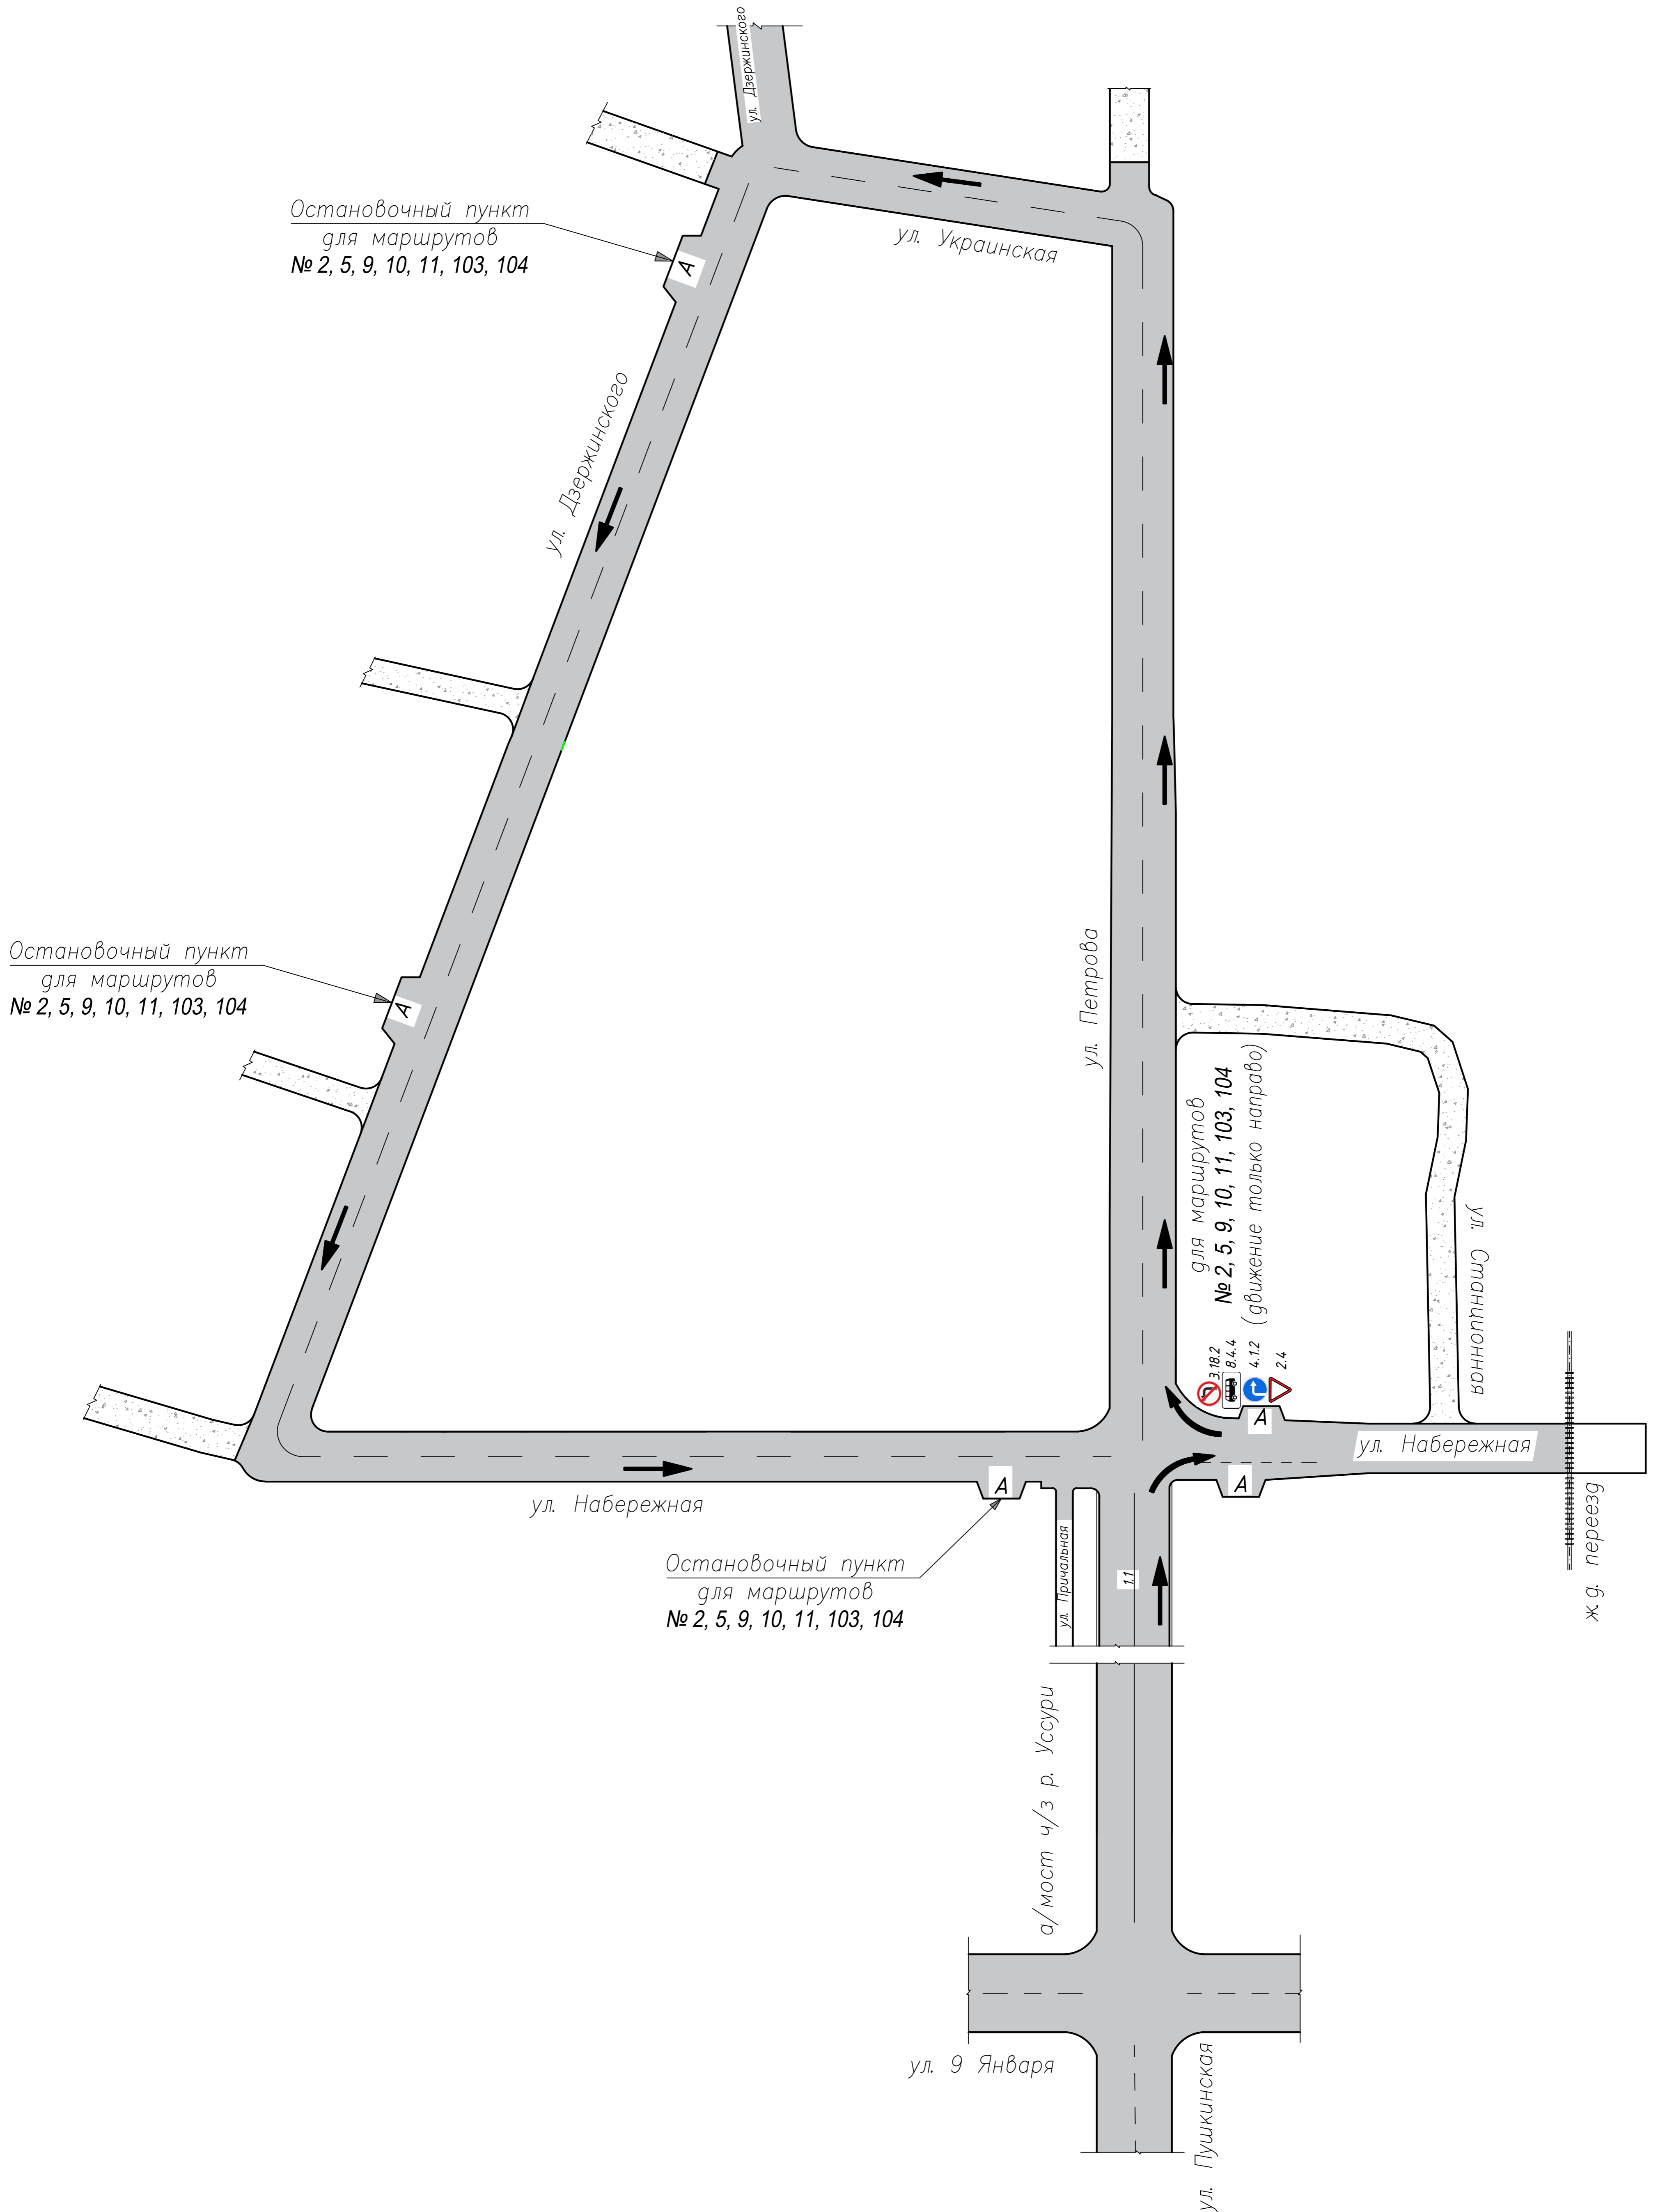 ул. Дзержинского
Остановочный пункт
для маршрутов
№ 2, 5, 9, 10, 11, 103, 104
А
ул. Украинская
ул. Дзержинского
Остановочный пункт
для маршрутов
№ 2, 5, 9, 10, 11, 103, 104
А
ул. Петрова
для маршрутов
№ 2, 5, 9, 10, 11, 103, 104
(движение только направо)
3.18.2
8.4.4
4.1.2
2.4
ул. Станционная
А
ул. Набережная
А
А
ул. Набережная
ж.д. переезд
Остановочный пункт
для маршрутов
№ 2, 5, 9, 10, 11, 103, 104
ул. Причальная
1.1
а/мост ч/з р. Уссури
ул. 9 Января
ул. Пушкинская